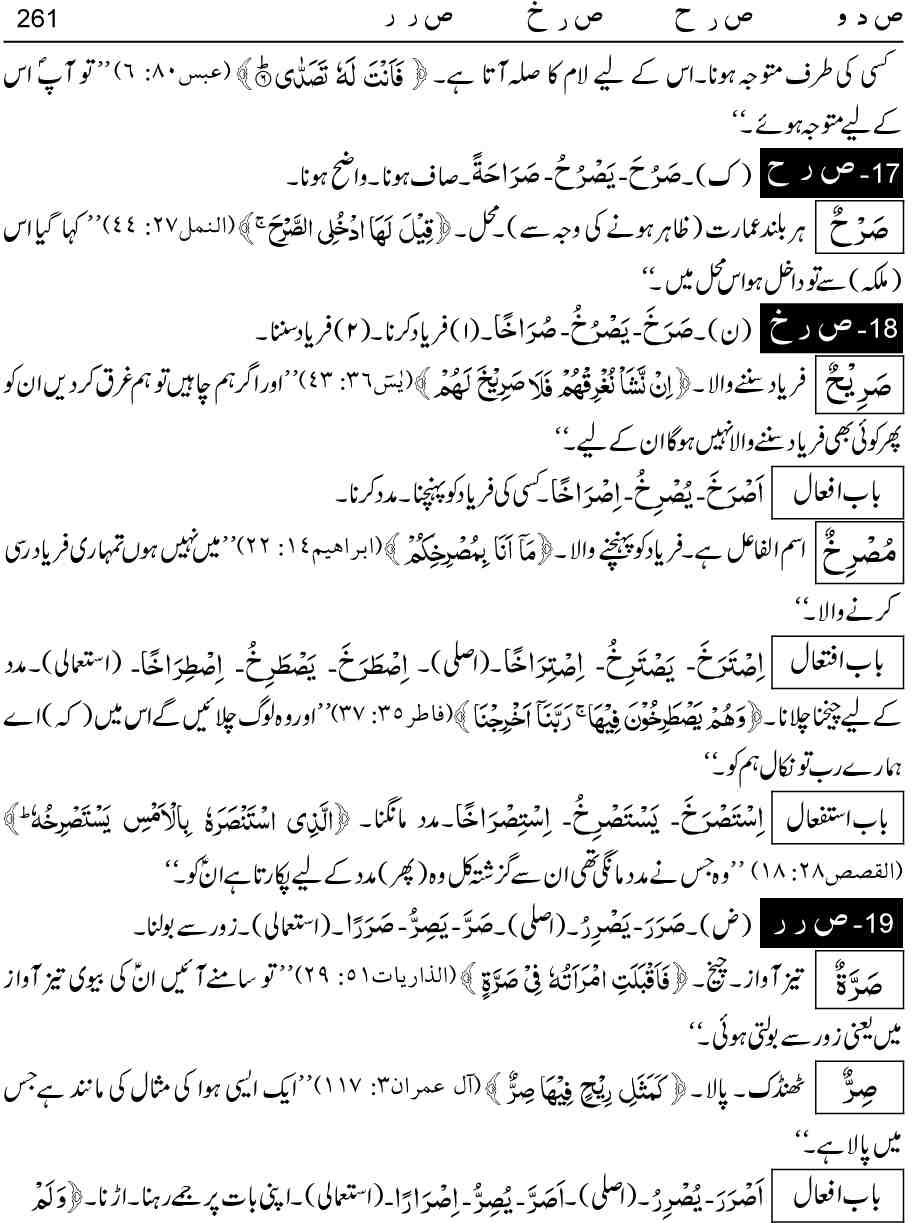 ص د و ص ر ح ص ر خ ص ر ر 261
کسی کی طرف متوجہ ہونا۔ اس کے لیے لام کا صلہ آتا ہے۔ ﴿ فَاَنْتَ لَهٗ تَصَدّٰى ؕ۶ ﴾ (عبس ۸۰: ۶) ’’تو آپؐ اس
کے لیے متوجہ ہوئے۔‘‘
17- ص ر ح (ک)۔ صَرُحَ- يَصْرُحُ- صَرَاحَةً۔ صاف ہونا۔ واضح ہونا۔
صَرْحٌ ہر بلند عمارت (ظاہر ہونے کی وجہ سے)۔ محل۔ ﴿ قِيْلَ لَهَا ادْخُلِى الصَّرْحَ ۚ ﴾ (النمل ۲۷: ۴۴) ’’کہا گیا اس
(ملکہ) سے تو داخل ہو اس محل میں۔‘‘
18- ص ر خ (ن)۔ صَرَخَ- يَصْرُخُ- صُرَاخًا۔ (۱) فریاد کرنا۔ (۲) فریاد سننا۔
صَرِيْخٌ فریاد سننے والا۔ ﴿ اِنْ نَّشَاْ نُغْرِقْهُمْ فَلَا صَرِيْخَ لَهُمْ ﴾ (یٰسٓ ۳۶: ۴۳) ’’اور اگر ہم چاہیں تو ہم غرق کر دیں ان کو
پھر کوئی بھی فریاد سننے والا نہیں ہوگا ان کے لیے۔‘‘
باب افعال اَصْرَخَ- يُصْرِخُ- اِصْرَاخًا۔ کسی کی فریاد کو پہنچنا۔ مدد کرنا۔
مُصْرِخٌ اسم الفاعل ہے۔ فریاد کو پہنچنے والا۔ ﴿ مَآ اَنَا بِمُصْرِخِكُمْ ﴾ (ابراهیم ۱۴: ۲۲) ’’میں نہیں ہوں تمہاری فریاد رسی
کرنے والا۔‘‘
باب افتعال اِصْتَرَخَ- يَصْتَرِخُ- اِصْتِرَاخًا۔ (اصلی)۔ اِصْطَرَخَ- يَصْطَرِخُ- اِصْطِرَاخًا- (استعمالی)۔ مدد
کے لیے چیخنا چلانا۔ ﴿ وَهُمْ يَصْطَرِخُوْنَ فِيْهَا ۚ رَبَّنَآ اَخْرِجْنَا ﴾ (فاطر ۳۵: ۳۷) ’’اور وہ لوگ چلائیں گے اس میں (کہ) اے
ہمارے رب تو نکال ہم کو۔‘‘
باب استفعال اِسْتَصْرَخَ- يَسْتَصْرِخُ- اِسْتِصْرَاخًا۔ مدد مانگنا۔ ﴿ الَّذِى اسْتَنْصَرَهٗ بِالْاَمْسِ يَسْتَصْرِخُهٗ ؕ ﴾
(القصص ۲۸: ۱۸) ’’وہ جس نے مدد مانگی تھی ان سے گزشتہ کل وہ (پھر) مدد کے لیے پکارتا ہے انؑ کو۔‘‘
19- ص ر ر (ض)۔ صَرَرَ- يَصْرِرُ۔ (اصلی)۔ صَرَّ- يَصِرُّ- صَرَرًا۔ (استعمالی)۔ زور سے بولنا۔
صَرَّةٌ تیز آواز۔ چیخ۔ ﴿ فَاَقْبَلَتِ امْرَاَتُهٗ فِىْ صَرَّةٍ ﴾ (الذاریات ۵۱: ۲۹) ’’تو سامنے آئیں انؑ کی بیوی تیز آواز
میں یعنی زور سے بولتی ہوئی۔‘‘
صِرٌّ ٹھنڈک۔ پالا۔ ﴿ كَمَثَلِ رِيْحٍ فِيْهَا صِرٌّ ﴾ (آل عمران ۳: ۱۱۷) ’’ایک ایسی ہوا کی مثال کی مانند ہے جس
میں پالا ہے۔‘‘
باب افعال اَصْرَرَ- يُصْرِرُ۔ (اصلی)۔ اَصَرَّ- يُصِرُّ- اِصْرَارًا۔ (استعمالی)۔ اپنی بات پر جمے رہنا۔ اڑنا۔ ﴿ وَلَمْ